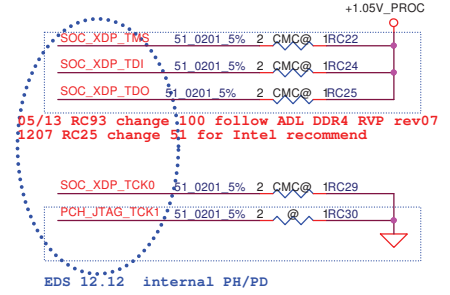 +1.05V_PROC
SOC_XDP_TMS 51_0201_5% 2 CMC@ 1RC22
SOC_XDP_TDI 51_0201_5% 2 CMC@ 1RC24
SOC_XDP_TDO 51_0201_5% 2 CMC@ 1RC25
05/13 RC93 change 100 follow ADL DDR4 RVP rev07
1207 RC25 change 51 for Intel recommend
SOC_XDP_TCK0 51_0201_5% 2 CMC@ 1RC29
PCH_JTAG_TCK1 51_0201_5% 2 @ 1RC30
EDS 12.12 internal PH/PD